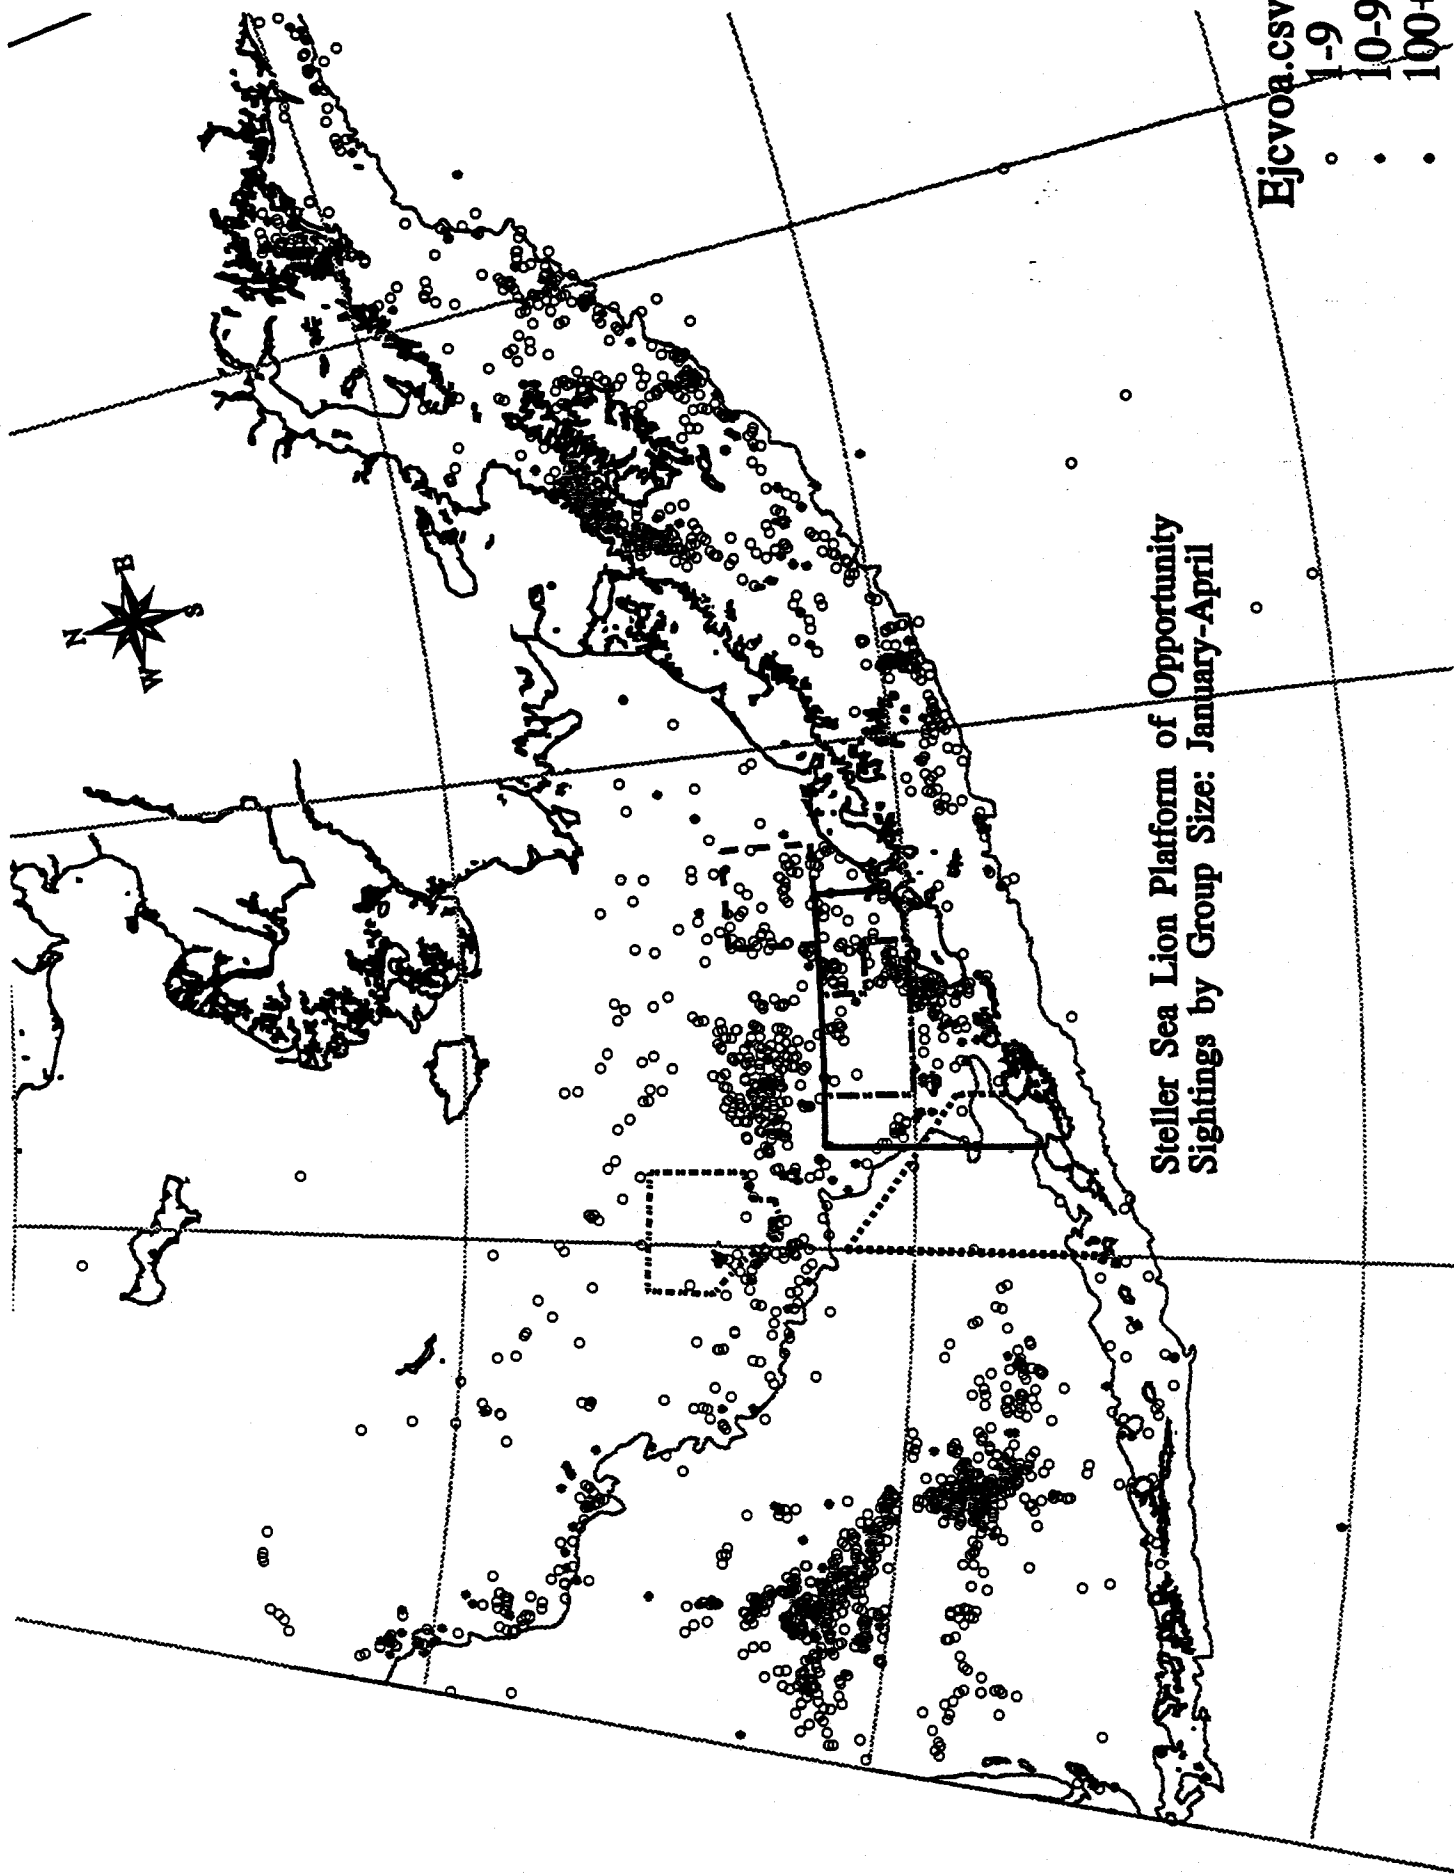 N
E
S
W
Steller Sea Lion Platform of Opportunity
Sightings by Group Size: January-April
Ejcvoa.csv
1-9
10-9
100+